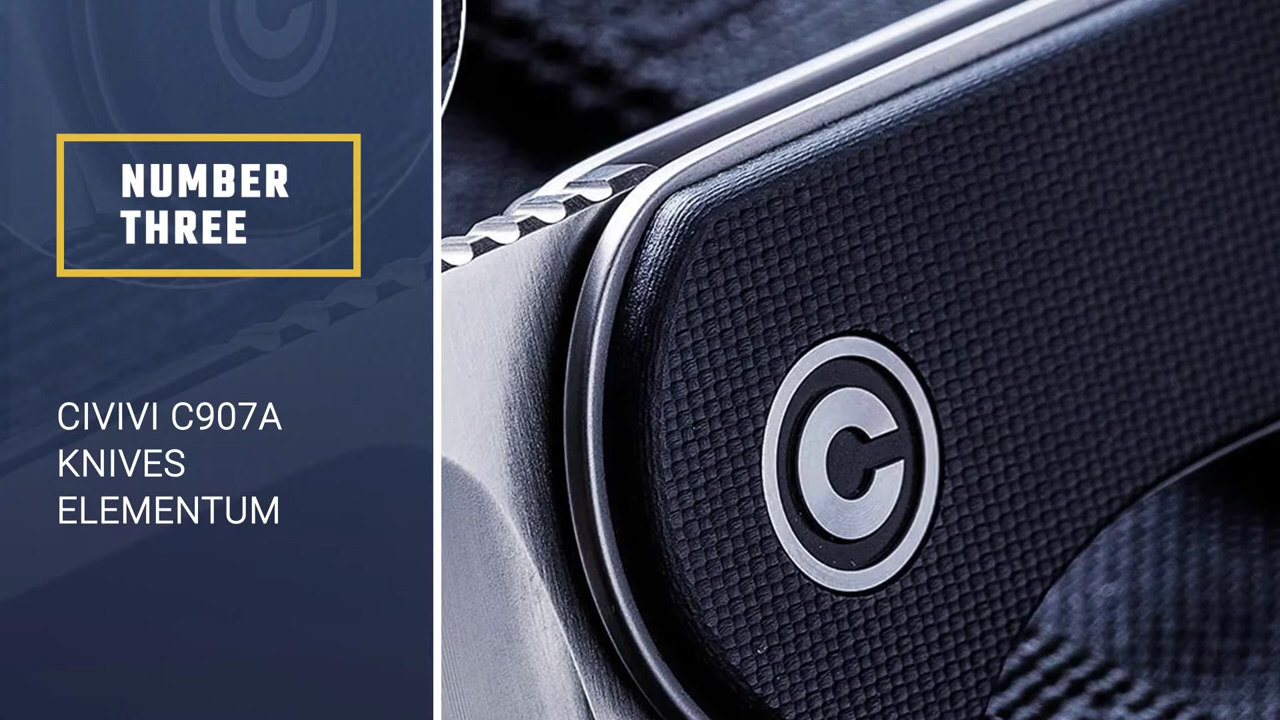 NUMBER
THREE
CIVIVI C907A
KNIVES
ELEMENTUM
C